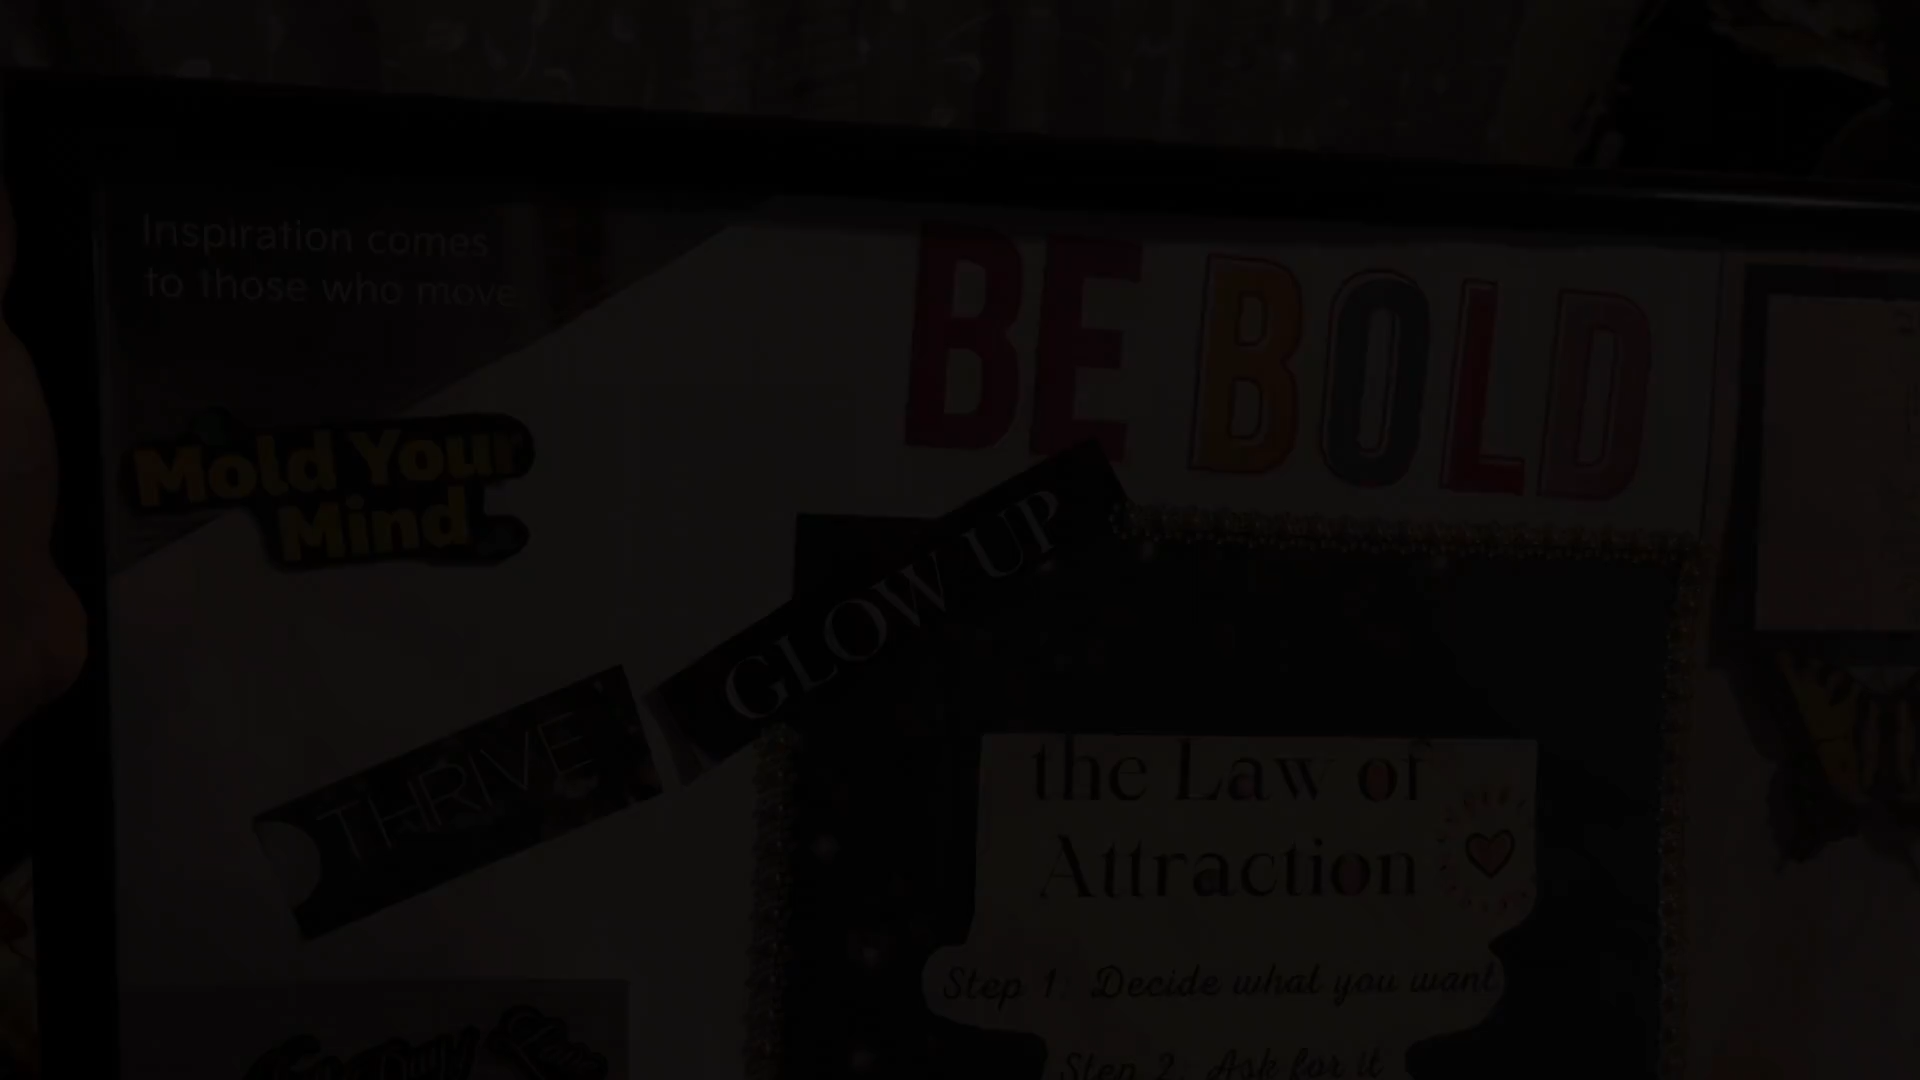 Inspiration comes
to those who move
BE BOLD
Mold Your
Mind
GLOW UP
THRIVE
the Law of
Attraction
Step 1: Decide what you want
Step 2: Ask for it